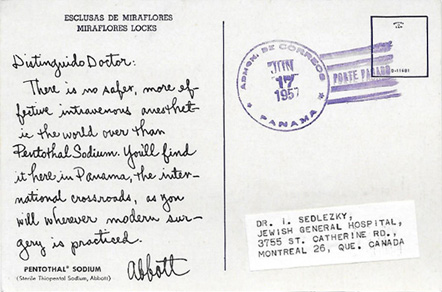 ESCLUSAS DE MIRAFLORES
MIRAFLORES LOCKS
Distinguido Doctor:
There is no safer, more ef-
fective intravenous anesthet-
ic the world over than
Pentothal Sodium. You'll find
it here in Panama, the inter-
national crossroads, as you
will wherever modern sur-
gery is practiced.
Abbott
PENTOTHAL® SODIUM
(Sterile Thiopental Sodium, Abbott)
ADMON. DE CORREOS
JUN
17
1957
PANAMA
PORTE PAGADO
DR. I. SEDLEZKY,
JEWISH GENERAL HOSPITAL,
3755 ST. CATHERINE RD.,
MONTREAL 26, QUE. CANADA